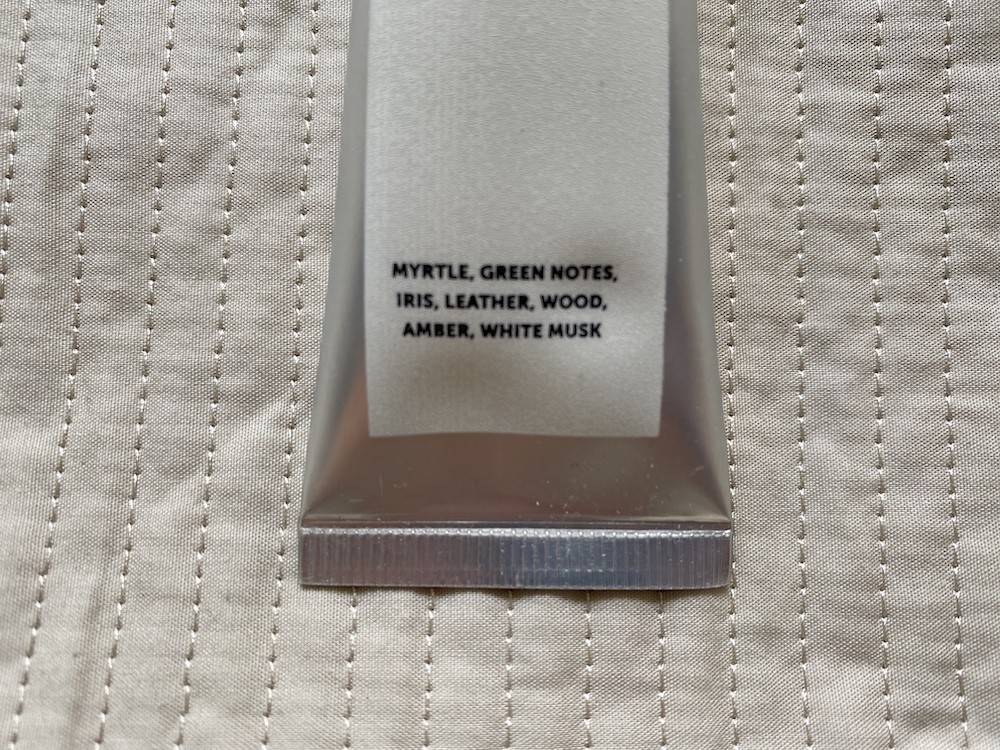 MYRTLE, GREEN NOTES,
IRIS, LEATHER, WOOD,
AMBER, WHITE MUSK